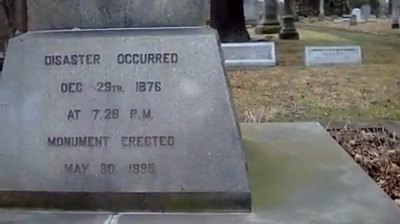 DISASTER OCCURRED
DEC 29TH, 1876
AT 7.28 P.M.
MONUMENT ERECTED
MAY 30 1895